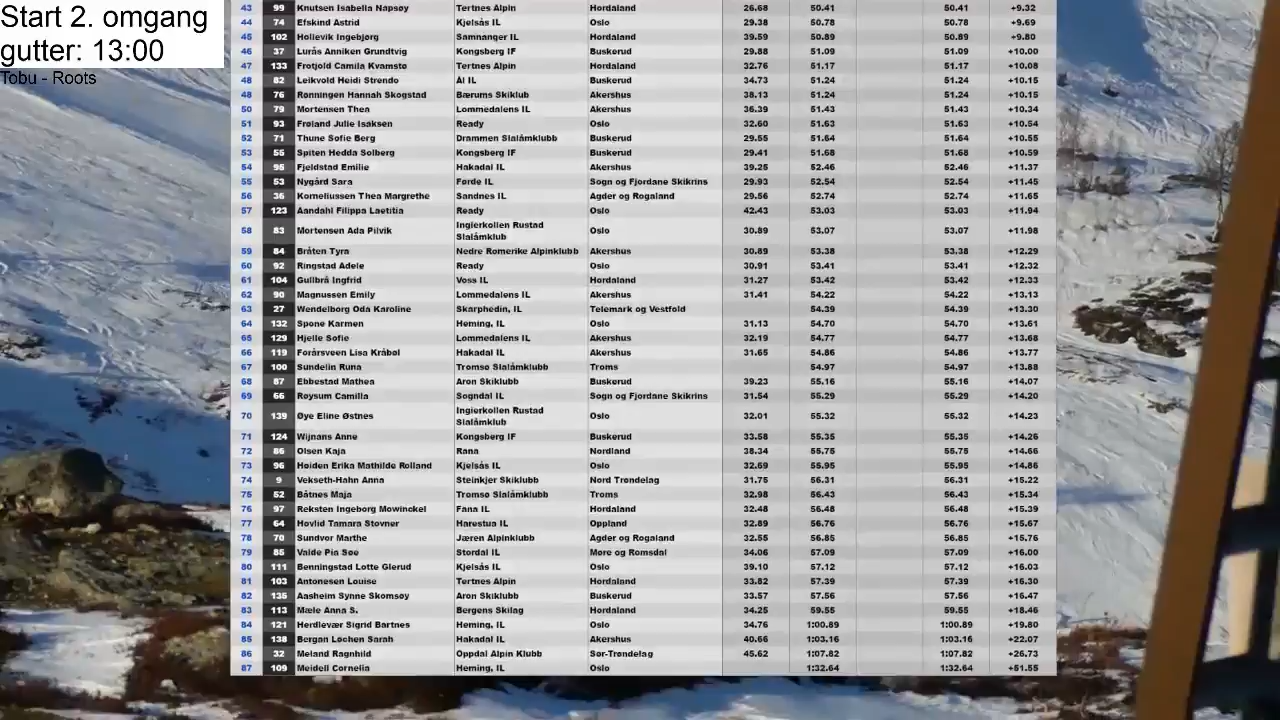 Start 2. omgang
gutter: 13:00
Tobu - Roots
43 99 Knutsen Isabella Napsøy Tertnes Alpin Hordaland 26.68 50.41 50.41 +9.32
44 74 Efskind Astrid Kjelsås IL Oslo 29.38 50.78 50.78 +9.69
45 102 Hollevik Ingebjørg Samnanger IL Hordaland 39.59 50.89 50.89 +9.80
46 37 Lurås Anniken Grundtvig Kongsberg IF Buskerud 29.88 51.09 51.09 +10.00
47 133 Frotjold Camila Kvamstø Tertnes Alpin Hordaland 32.76 51.17 51.17 +10.08
48 82 Leikvold Heidi Strendo Ål IL Buskerud 34.73 51.24 51.24 +10.15
48 76 Rønningen Hannah Skogstad Bærums Skiklub Akershus 38.13 51.24 51.24 +10.15
50 79 Mortensen Thea Lommedalens IL Akershus 36.39 51.43 51.43 +10.34
51 93 Frøland Julie Isaksen Ready Oslo 32.60 51.63 51.63 +10.54
52 71 Thune Sofie Berg Drammen Slalåmklubb Buskerud 29.55 51.64 51.64 +10.55
53 55 Spiten Hedda Solberg Kongsberg IF Buskerud 29.41 51.68 51.68 +10.59
54 95 Fjeldstad Emilie Hakadal IL Akershus 39.25 52.46 52.46 +11.37
55 53 Nygård Sara Førde IL Sogn og Fjordane Skikrins 29.93 52.54 52.54 +11.45
56 36 Korneliussen Thea Margrethe Sandnes IL Agder og Rogaland 29.56 52.74 52.74 +11.65
57 123 Aandahl Filippa Laetitia Ready Oslo 42.43 53.03 53.03 +11.94
58 83 Mortensen Ada Pilvik Ingierkollen Rustad Slalåmklub Oslo 30.89 53.07 53.07 +11.98
59 84 Bråten Tyra Nedre Romerike Alpinklubb Akershus 30.89 53.38 53.38 +12.29
60 92 Ringstad Adele Ready Oslo 30.91 53.41 53.41 +12.32
61 104 Gullbrå Ingfrid Voss IL Hordaland 31.27 53.42 53.42 +12.33
62 90 Magnussen Emily Lommedalens IL Akershus 31.41 54.22 54.22 +13.13
63 27 Wendelborg Oda Karoline Skarphedin, IL Telemark og Vestfold 54.39 54.39 +13.30
64 132 Spone Karmen Heming, IL Oslo 31.13 54.70 54.70 +13.61
65 129 Hjelle Sofie Lommedalens IL Akershus 32.19 54.77 54.77 +13.68
66 119 Forårsveen Lisa Kråbøl Hakadal IL Akershus 31.65 54.86 54.86 +13.77
67 100 Sundelin Runa Tromsø Slalåmklubb Troms 54.97 54.97 +13.88
68 87 Ebbestad Mathea Aron Skiklubb Buskerud 39.23 55.16 55.16 +14.07
69 66 Røysum Camilla Sogndal IL Sogn og Fjordane Skikrins 31.54 55.29 55.29 +14.20
70 139 Øye Eline Østnes Ingierkollen Rustad Slalåmklub Oslo 32.01 55.32 55.32 +14.23
71 124 Wijnans Anne Kongsberg IF Buskerud 33.58 55.35 55.35 +14.26
72 86 Olsen Kaja Rana Nordland 38.34 55.75 55.75 +14.66
73 96 Høiden Erika Mathilde Rolland Kjelsås IL Oslo 32.69 55.95 55.95 +14.86
74 9 Vekseth-Hahn Anna Steinkjer Skiklubb Nord Trøndelag 31.75 56.31 56.31 +15.22
75 52 Båtnes Maja Tromsø Slalåmklubb Troms 32.98 56.43 56.43 +15.34
76 97 Reksten Ingeborg Mowinckel Fana IL Hordaland 32.48 56.48 56.48 +15.39
77 64 Hovlid Tamara Stovner Harestua IL Oppland 32.89 56.76 56.76 +15.67
78 70 Sundvor Marthe Jæren Alpinklubb Agder og Rogaland 32.55 56.85 56.85 +15.76
79 85 Valde Pia Søe Stordal IL Møre og Romsdal 34.06 57.09 57.09 +16.00
80 111 Benningstad Lotte Glerud Kjelsås IL Oslo 39.10 57.12 57.12 +16.03
81 103 Antonesen Louise Tertnes Alpin Hordaland 33.82 57.39 57.39 +16.30
82 135 Aasheim Synne Skomsøy Aron Skiklubb Buskerud 33.57 57.56 57.56 +16.47
83 113 Mæle Anna S. Bergens Skilag Hordaland 34.25 59.55 59.55 +18.46
84 121 Herdlevær Sigrid Bartnes Heming, IL Oslo 34.76 1:00.89 1:00.89 +19.80
85 138 Bergan Løchen Sarah Hakadal IL Akershus 40.66 1:03.16 1:03.16 +22.07
86 32 Meland Ragnhild Oppdal Alpin Klubb Sør-Trøndelag 45.62 1:07.82 1:07.82 +26.73
87 109 Meidell Cornelia Heming, IL Oslo 1:32.64 1:32.64 +51.55